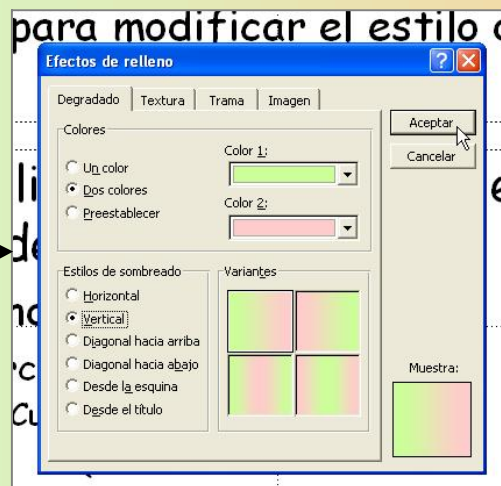 para modificar el estilo
Efectos de relleno
Degradado
Textura
Trama
Imagen
Colores
Un color
Dos colores
Preestablecer
Color 1:
Color 2:
Aceptar
Cancelar
Estilos de sombreado
Horizontal
Vertical
Diagonal hacia arriba
Diagonal hacia abajo
Desde la esquina
Desde el título
Variantes
Muestra: